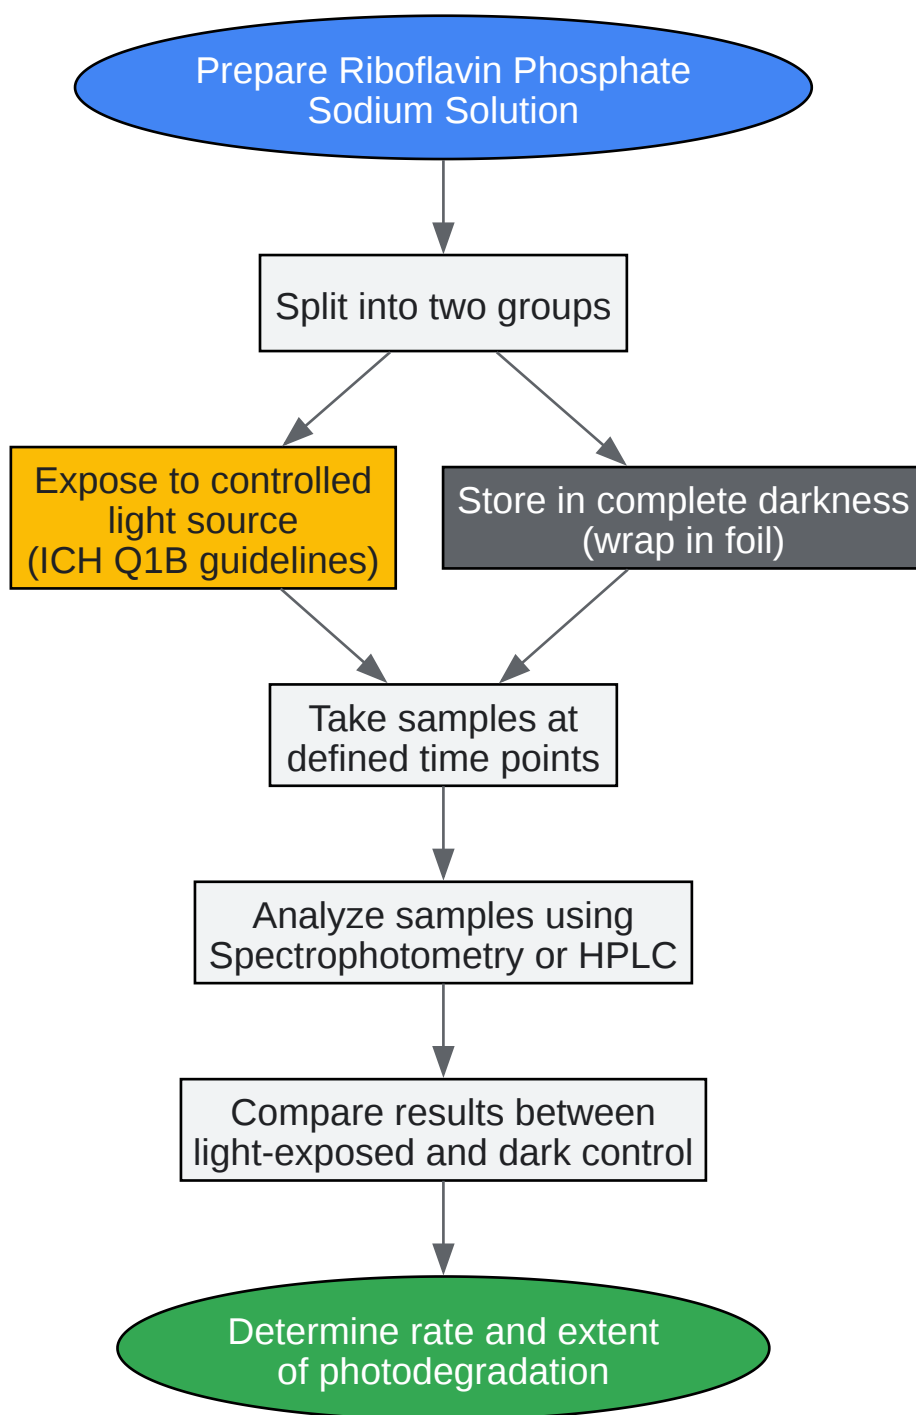 Prepare Riboflavin Phosphate
Sodium Solution
Split into two groups
Expose to controlled
light source
(ICH Q1B guidelines)
Store in complete darkness
(wrap in foil)
Take samples at
defined time points
Analyze samples using
Spectrophotometry or HPLC
Compare results between
light-exposed and dark control
Determine rate and extent
of photodegradation